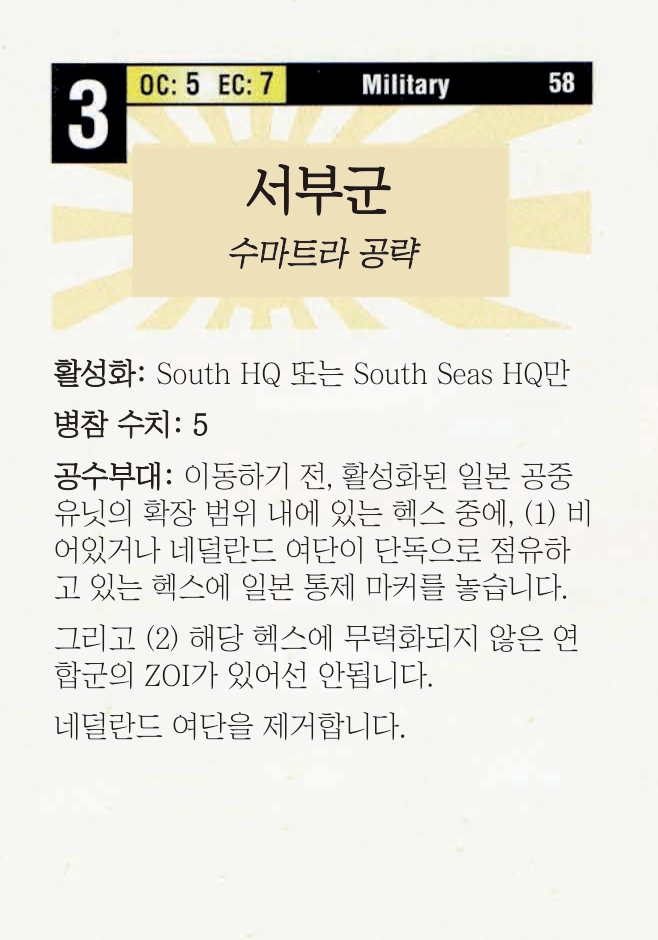 3
OC: 5 EC: 7 Military 58
서부군
수마트라 공략
활성화: South HQ 또는 South Seas HQ만
병참 수치: 5
공수부대: 이동하기 전, 활성화된 일본 공중
유닛의 확장 범위 내에 있는 헥스 중에, (1) 비
어있거나 네덜란드 여단이 단독으로 점유하
고 있는 헥스에 일본 통제 마커를 놓습니다.
그리고 (2) 해당 헥스에 무력화되지 않은 연
합군의 ZOI가 있어선 안됩니다.
네덜란드 여단을 제거합니다.